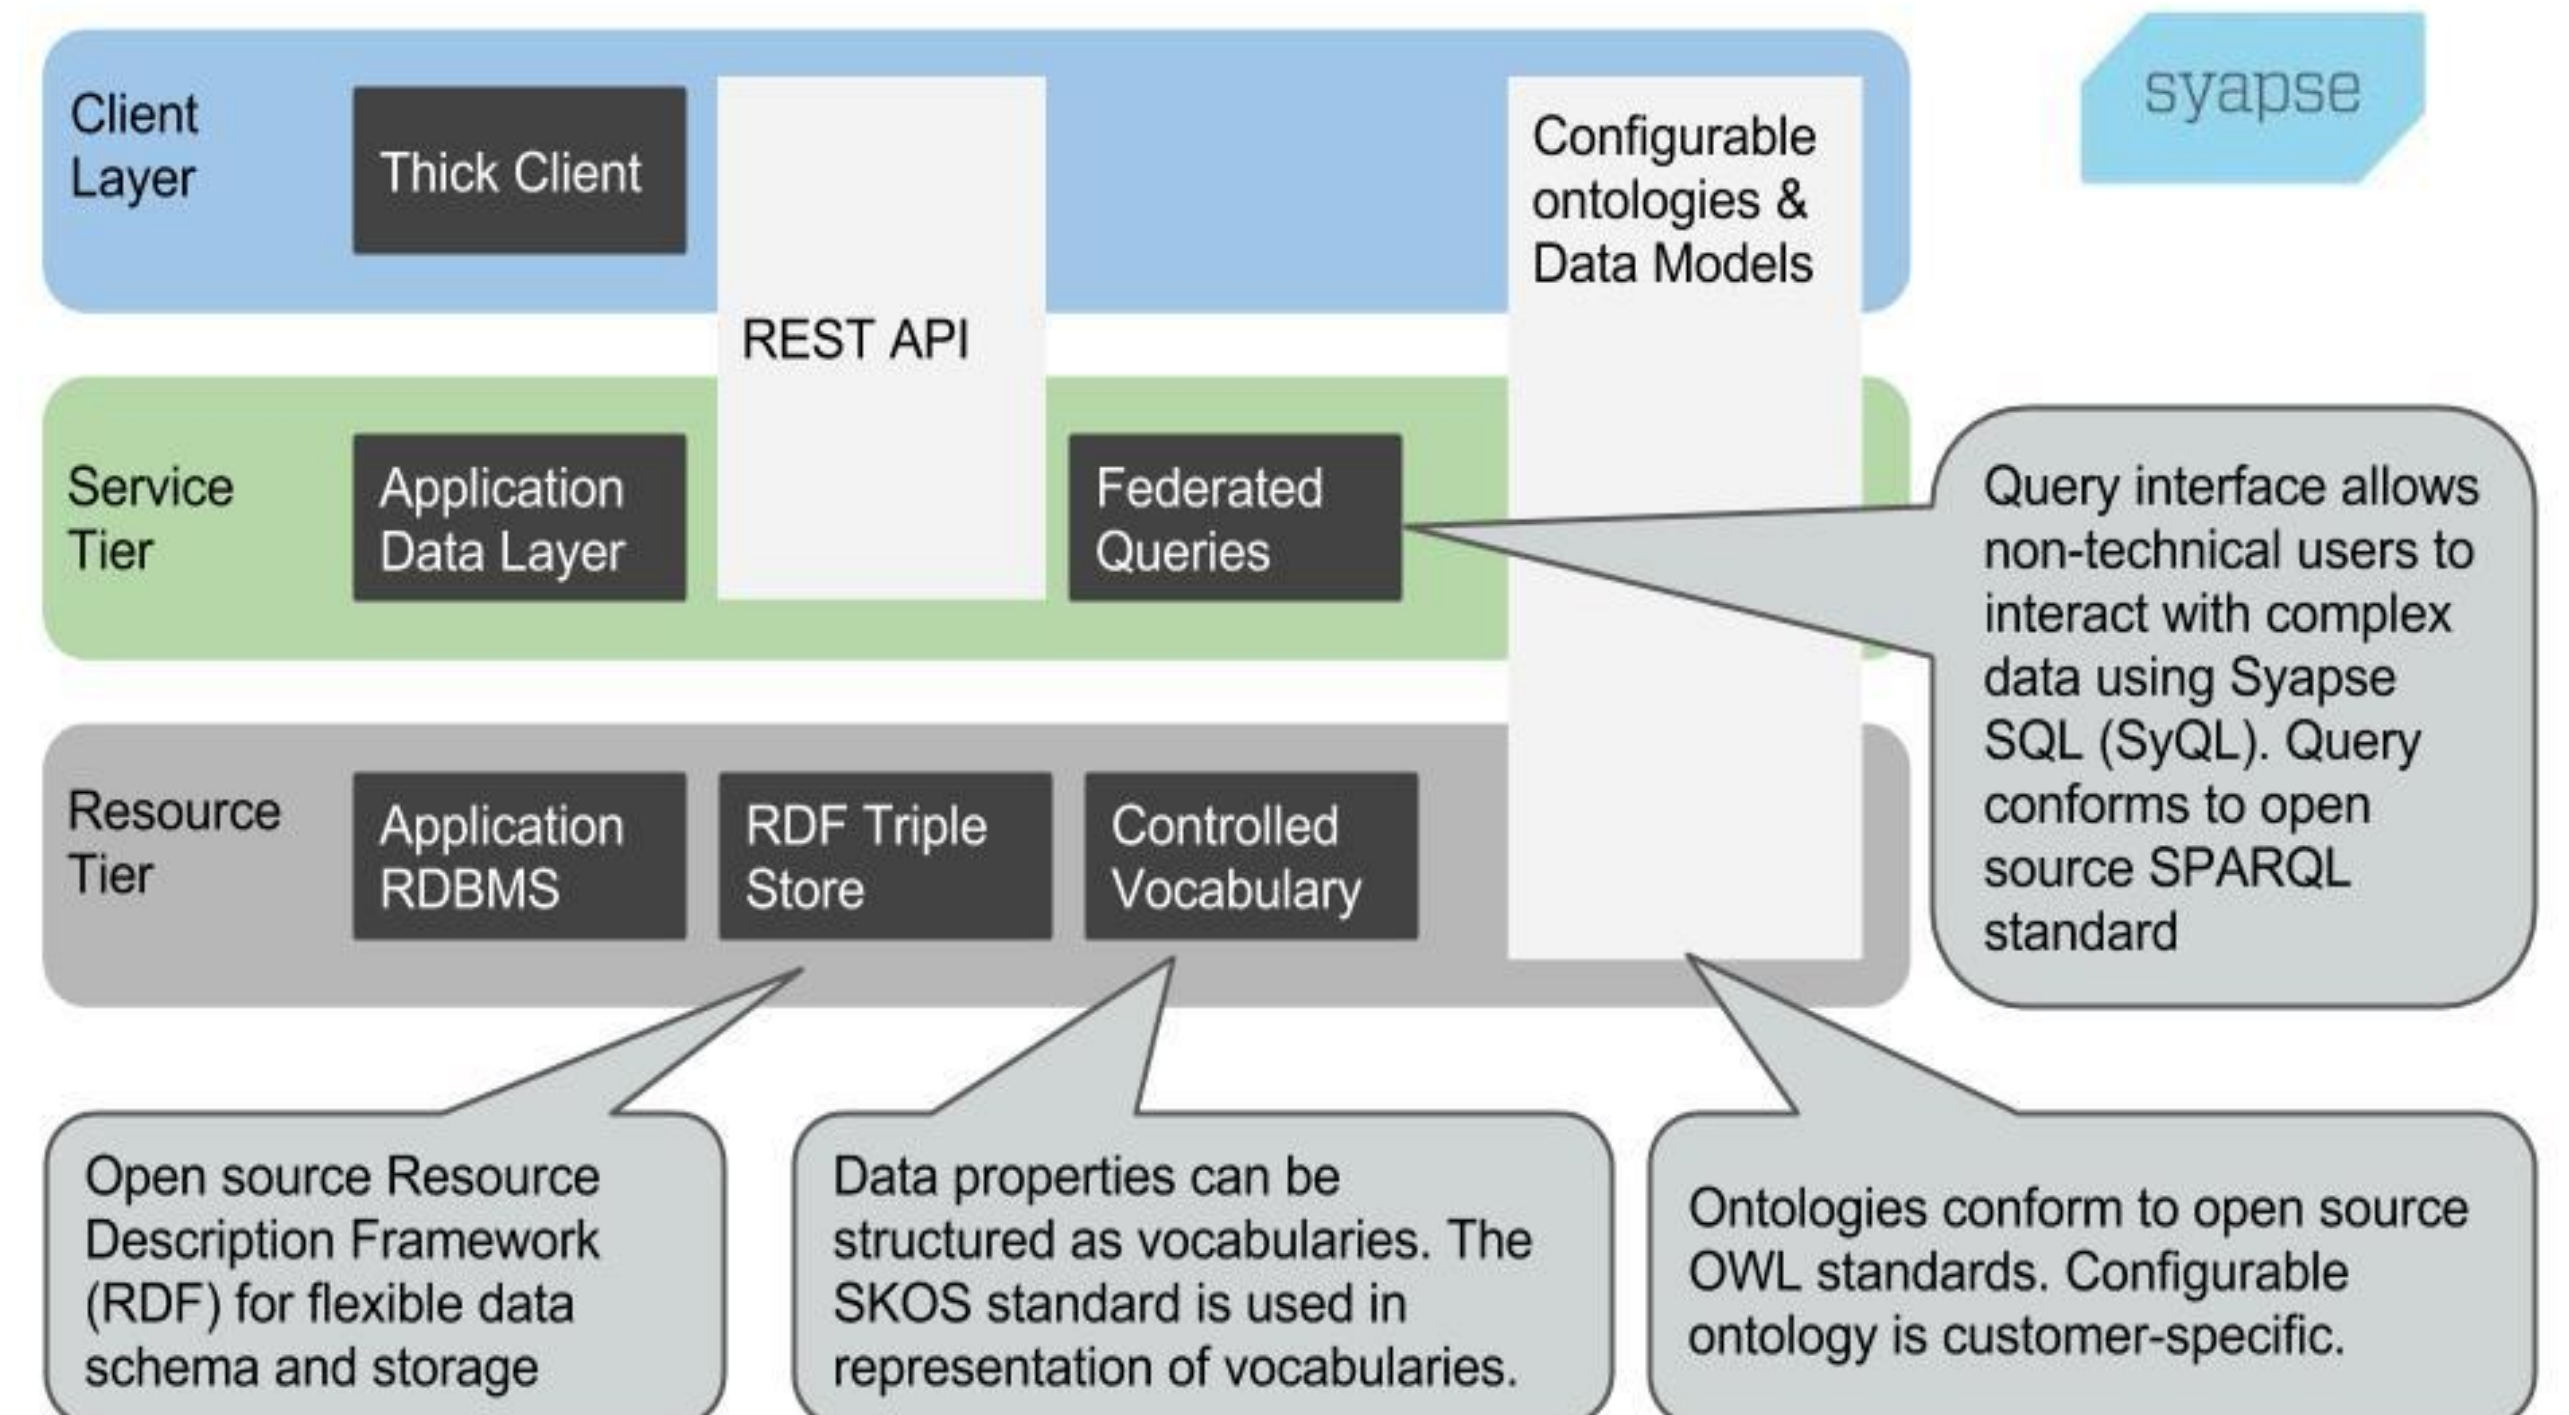 syapse
Client
Layer
Thick Client
REST API
Configurable
ontologies &
Data Models
Service
Tier
Application
Data Layer
Federated
Queries
Query interface allows
non-technical users to
interact with complex
data using Syapse
SQL (SyQL). Query
conforms to open
source SPARQL
standard
Resource
Tier
Application
RDBMS
RDF Triple
Store
Controlled
Vocabulary
Open source Resource
Description Framework
(RDF) for flexible data
schema and storage
Data properties can be
structured as vocabularies. The
SKOS standard is used in
representation of vocabularies.
Ontologies conform to open source
OWL standards. Configurable
ontology is customer-specific.